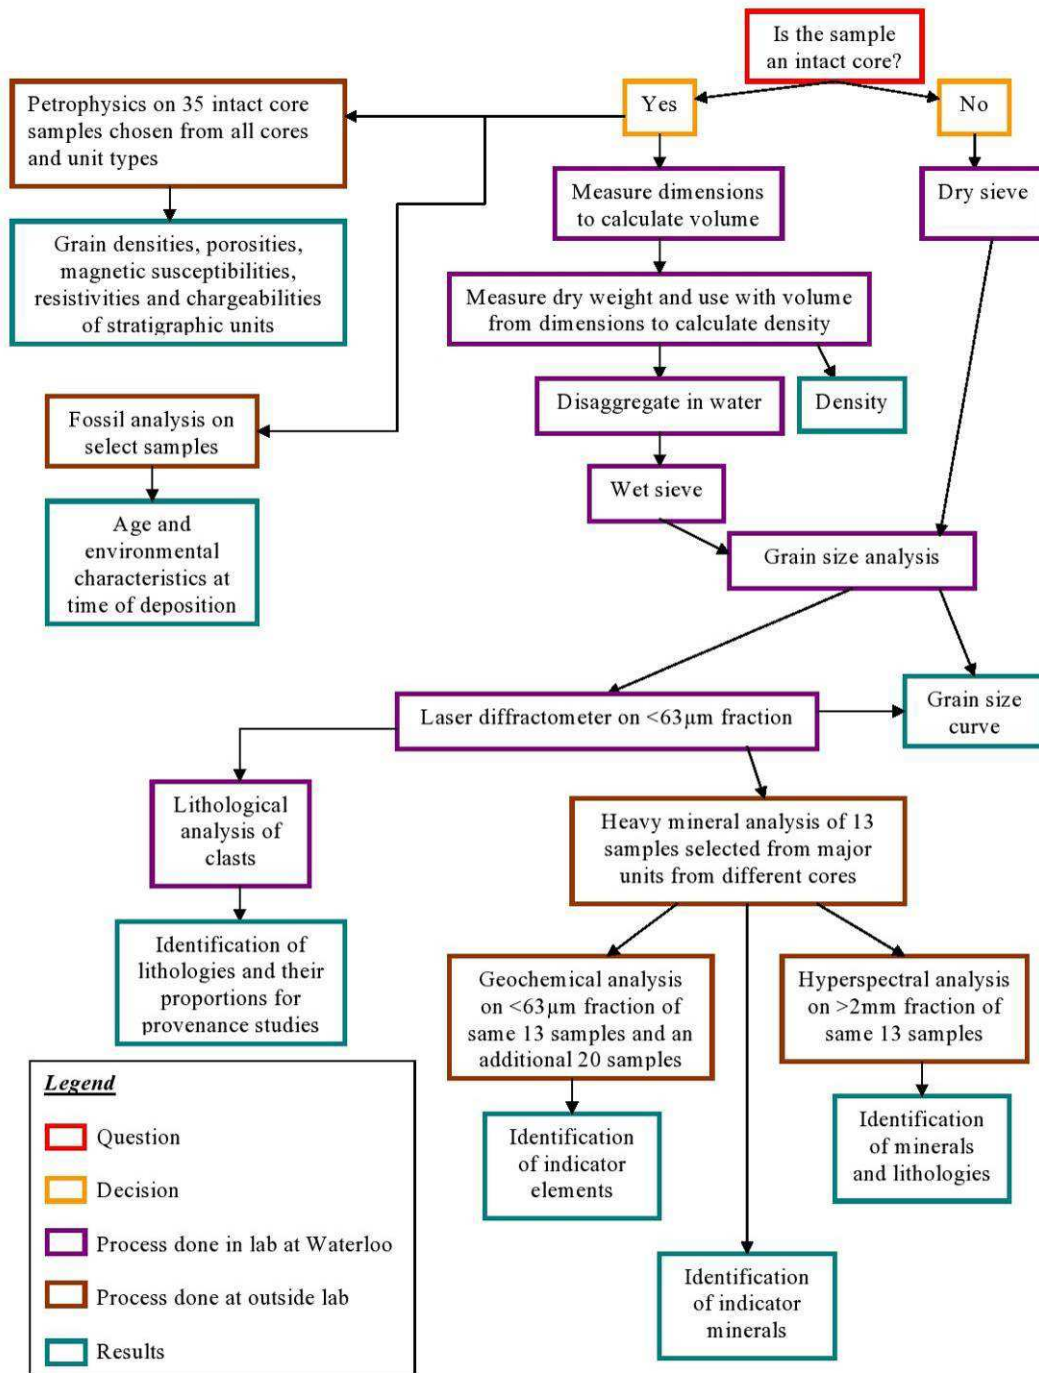 Is the sample
an intact core?
Yes
No
Petrophysics on 35 intact core
samples chosen from all cores
and unit types
Measure dimensions
to calculate volume
Dry sieve
Grain densities, porosities,
magnetic susceptibilities,
resistivities and chargeabilities
of stratigraphic units
Measure dry weight and use with volume
from dimensions to calculate density
Disaggregate in water
Density
Fossil analysis on
select samples
Wet sieve
Age and
environmental
characteristics at
time of deposition
Grain size analysis
Laser diffractometer on <63µm fraction
Grain size
curve
Lithological
analysis of
clasts
Heavy mineral analysis of 13
samples selected from major
units from different cores
Identification of
lithologies and their
proportions for
provenance studies
Geochemical analysis
on <63µm fraction of
same 13 samples and an
additional 20 samples
Hyperspectral analysis
on >2mm fraction of
same 13 samples
Identification
of indicator
elements
Identification
of minerals
and lithologies
Identification
of indicator
minerals
Legend
Question
Decision
Process done in lab at Waterloo
Process done at outside lab
Results